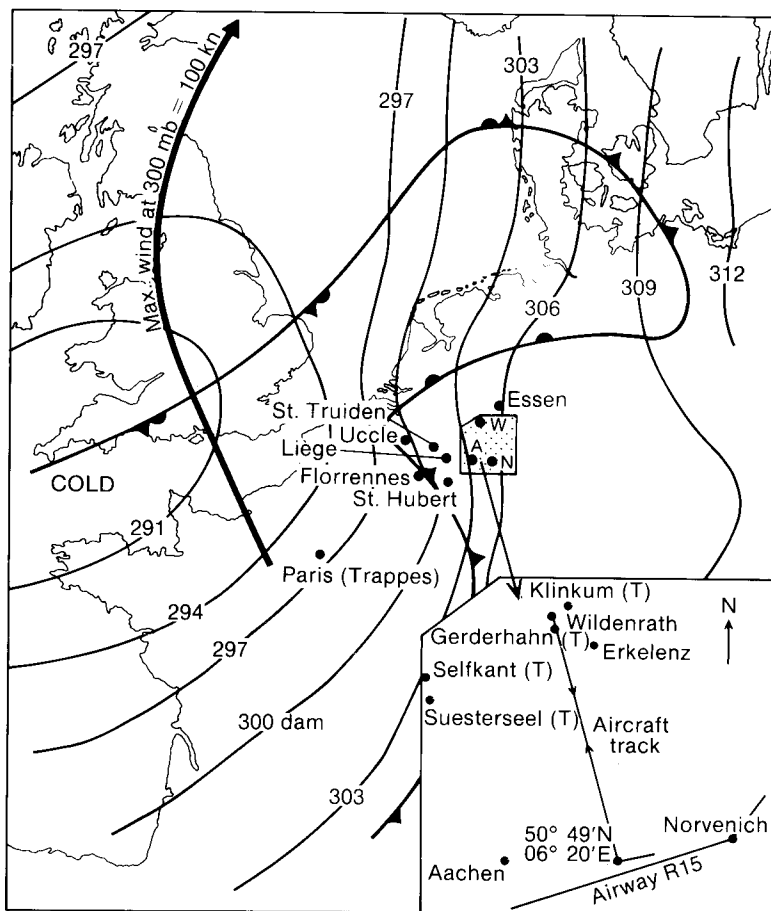 297
Max. wind at 300 mb = 100 kn
297
303
309
312
306
Essen
St. Truiden
Uccle
Liège
Florrennes
St. Hubert
W
A
N
COLD
291
Paris (Trappes)
294
297
300 dam
303
Klinkum (T)
Wildenrath
Gerderhahn (T)
Erkelenz
N
Selfkant (T)
Suesterseel (T)
Aircraft
track
50° 49'N
06° 20'E
Norvenich
Aachen
Airway R15